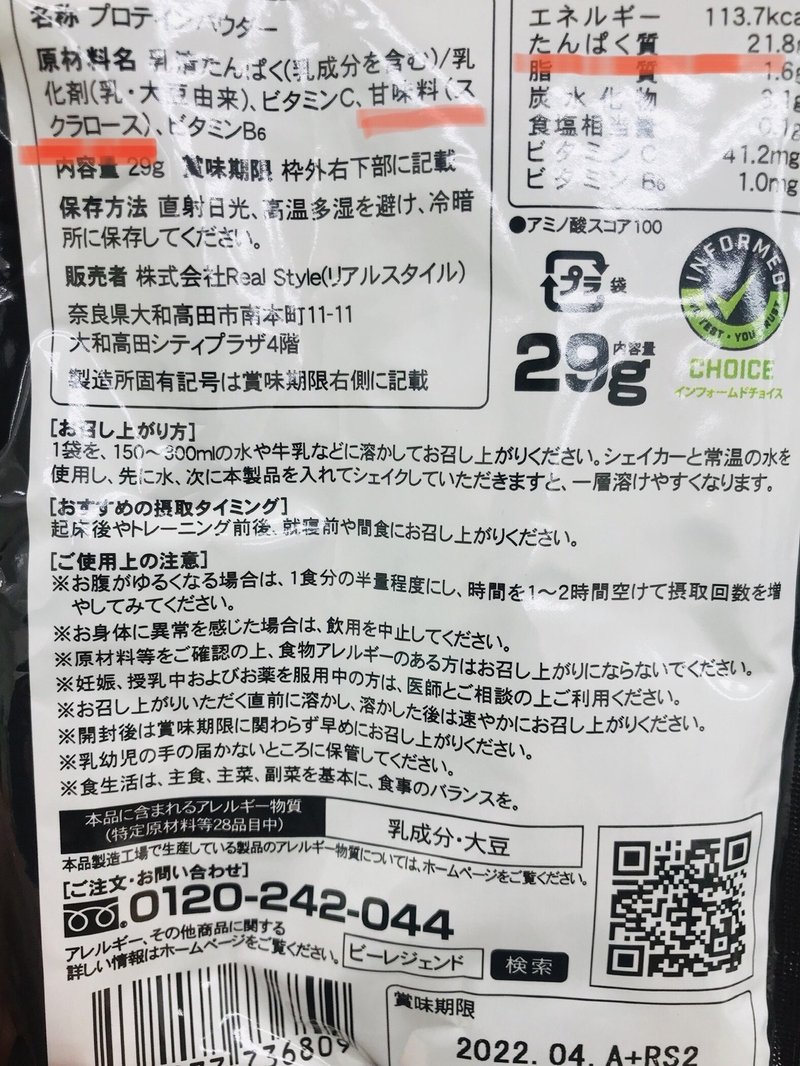 名称 プロテインパウダー
原材料名 乳清たんぱく(乳成分を含む)/乳
化剤(乳・大豆由来)、ビタミンC、甘味料(ス
クラロース)、ビタミンB6
内容量 29g 賞味期限 枠外右下部に記載
保存方法 直射日光、高温多湿を避け、冷暗
所に保存してください。
販売者 株式会社Real Style(リアルスタイル)
奈良県大和高田市南本町11-11
大和高田シティプラザ4階
製造所固有記号は賞味期限右側に記載
エネルギー 113.7kca
たんぱく質 21.8g
脂質 1.6g
炭水化物 3.1g
食塩相当量 0.1g
ビタミンC 41.2mg
ビタミンB6 1.0mg
●アミノ酸スコア100
プラ 袋
29g 内容量
INFORMED
WE TEST・YOU TRUST
CHOICE
インフォームドチョイス
[お召し上がり方]
1袋を、150〜300mlの水や牛乳などに溶かしてお召し上がりください。シェイカーと常温の水を
使用し、先に水、次に本製品を入れてシェイクしていただきますと、一層溶けやすくなります。
[おすすめの摂取タイミング]
起床後やトレーニング前後、就寝前や間食にお召し上がりください。
[ご使用上の注意]
※お腹がゆるくなる場合は、1食分の半量程度にし、時間を1〜2時間空けて摂取回数を増
やしてみてください。
※お身体に異常を感じた場合は、飲用を中止してください。
※原材料等をご確認の上、食物アレルギーのある方はお召し上がりにならないでください。
※妊娠、授乳中およびお薬を服用中の方は、医師とご相談の上ご利用ください。
※お召し上がりいただく直前に溶かし、溶かした後は速やかにお召し上がりください。
※開封後は賞味期限に関わらず早めにお召し上がりください。
※乳幼児の手の届かないところに保管してください。
※食生活は、主食、主菜、副菜を基本に、食事のバランスを。
本品に含まれるアレルギー物質
(特定原材料等28品目中)
乳成分・大豆
本品製造工場で生産している製品のアレルギー物質については、ホームページをご覧ください。
[ご注文・お問い合わせ]
0120-242-044
アレルギー、その他商品に関する
詳しい情報はホームページをご覧ください。
ビーレジェンド 検索
736809
賞味期限
2022. 04. A+RS2